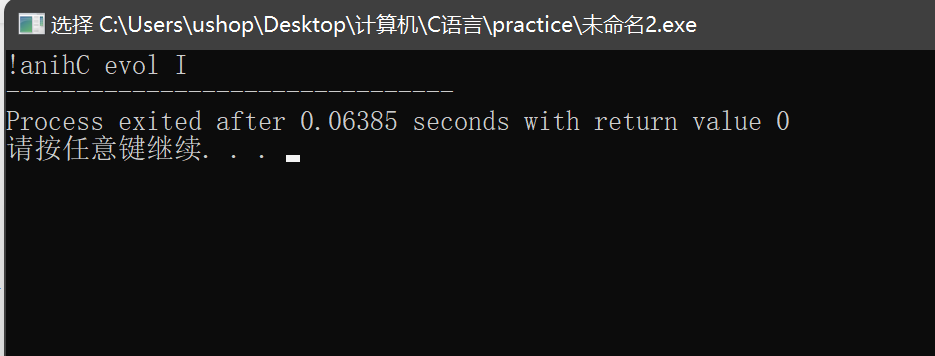 选择 C:\Users\ushop\Desktop\计算机\C语言\practice\未命名2.exe
!anihC evol I
--------------------------------
Process exited after 0.06385 seconds with return value 0
请按任意键继续. . .